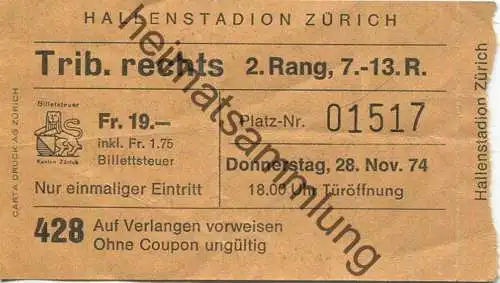 HALLENSTADION ZÜRICH
Trib. rechts 2. Rang, 7.-13. R.
Billetsteuer
Kanton Zürich
Fr. 19.—
inkl. Fr. 1.75
Billettsteuer
Platz-Nr. 01517
Donnerstag, 28. Nov. 74
18.00 Uhr Türöffnung
Nur einmaliger Eintritt
428 Auf Verlangen vorweisen
Ohne Coupon ungültig
CARTA DRUCK AG ZÜRICH
Hallenstadion Zürich
heimatsammlung